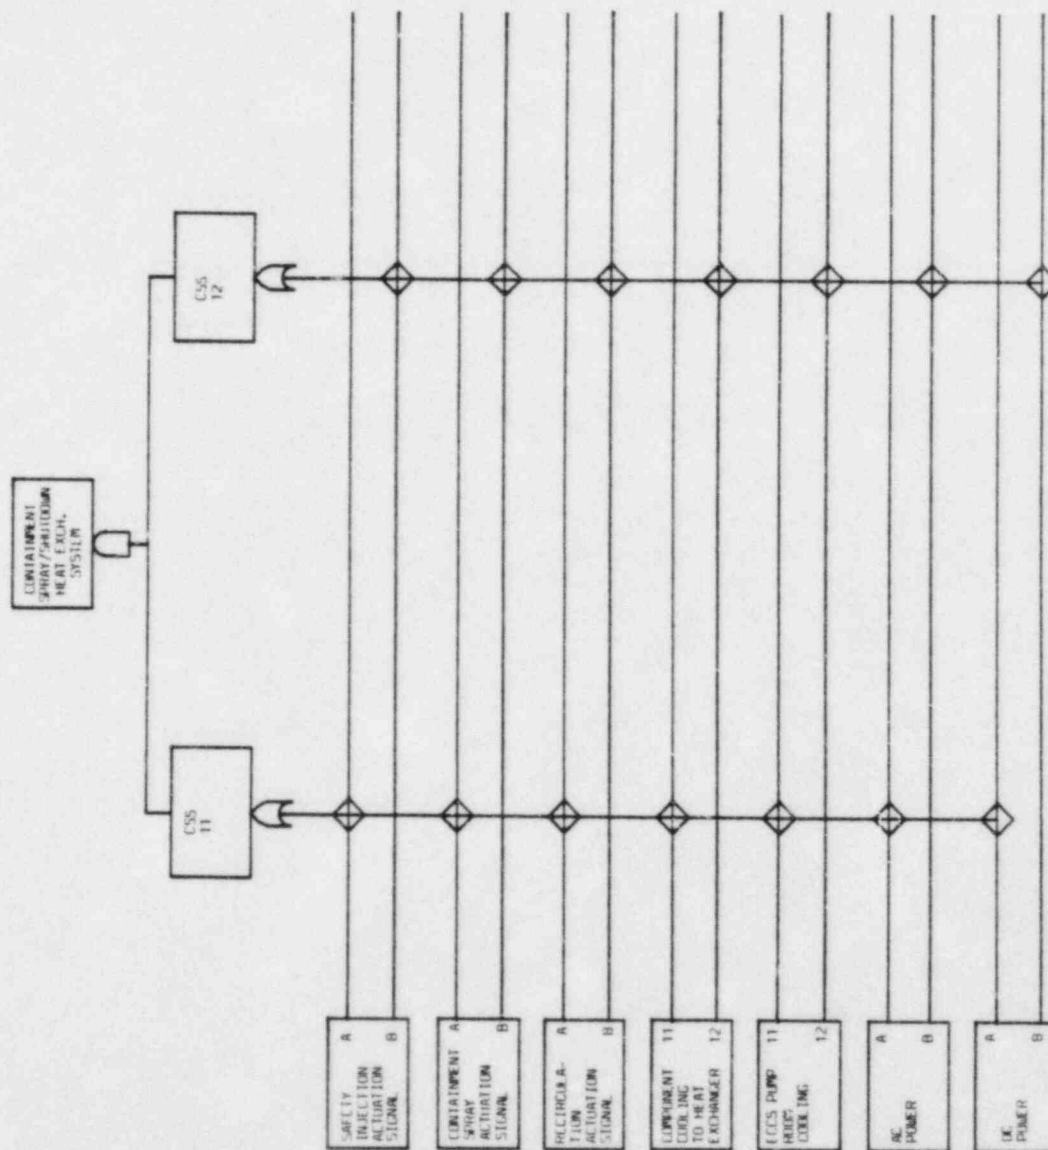 CONTAINMENT
SPRAY/SHUTDOWN
HEAT EXCH.
SYSTEM
CSS
11
CSS
12
SAFETY
INJECTION
ACTUATION
SIGNAL
A
B
CONTAINMENT
SPRAY
ACTUATION
SIGNAL
A
B
RECIRCULA-
TION
ACTUATION
SIGNAL
A
B
COMPONENT
COOLING
TO HEAT
EXCHANGER
11
12
ECCS PUMP
ROOM
COOLING
11
12
AC
POWER
A
B
DC
POWER
A
B